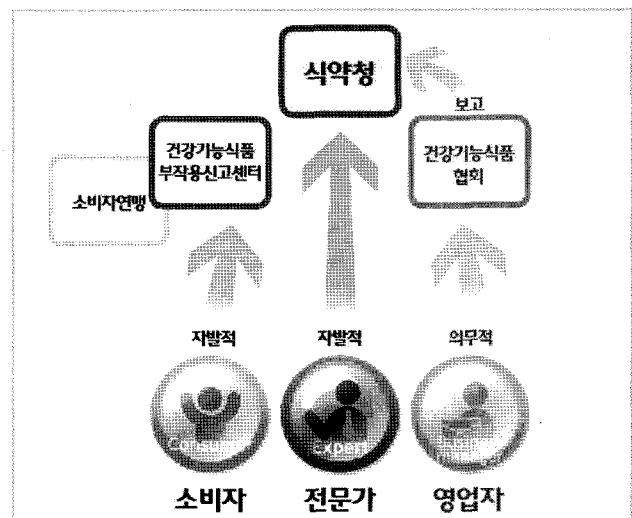 식약청
보고
건강기능식품
부작용신고센터
건강기능식품
협회
소비자연맹
자발적
자발적
의무적
Expert
소비자
전문가
영업자